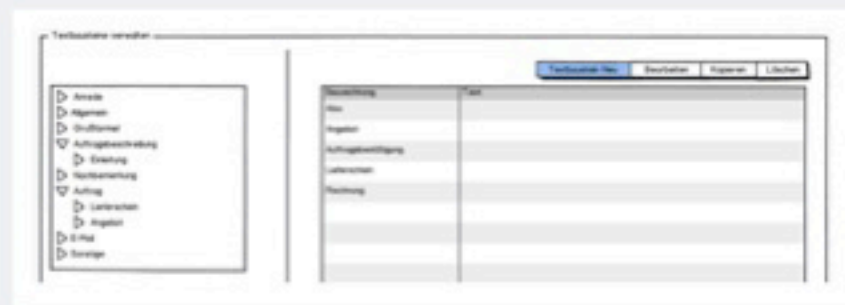 Textbausteine verwalten
Textbaustein Neu Bearbeiten Kopieren Löschen
Anrede
Allgemein
Grußformel
Auftragsbeschreibung
Einleitung
Nachbemerkung
Auftrag
Lieferschein
Angebot
E-Mail
Sonstige
Bezeichnung Text
Angebot
Auftragsbestätigung
Lieferschein
Rechnung